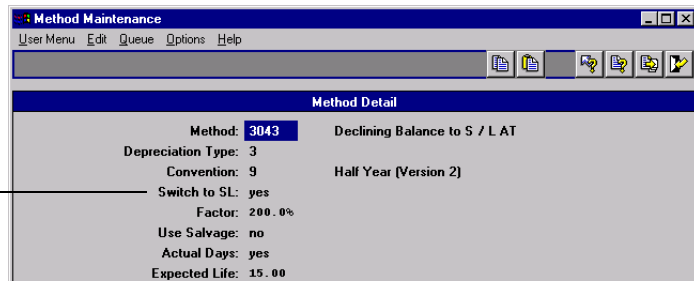 Method Maintenance
User Menu Edit Queue Options Help
Method Detail
Method: 3043 Declining Balance to S / L AT
Depreciation Type: 3
Convention: 9 Half Year (Version 2)
Switch to SL: yes
Factor: 200.0%
Use Salvage: no
Actual Days: yes
Expected Life: 15.00